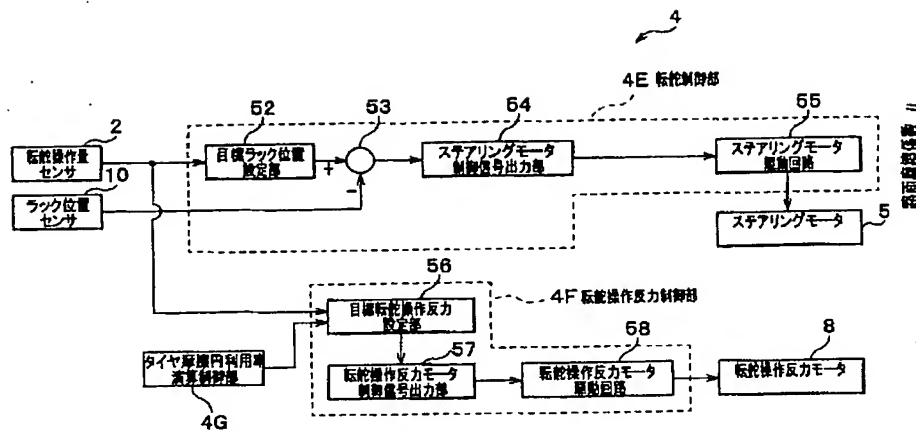 4
4E 転舵制御部
2
転舵操作量
センサ
10
ラック位置
センサ
52
目標ラック位置
設定部
53
+
-
54
ステアリングモータ
制御信号出力部
55
ステアリングモータ
駆動回路
ステアリングモータ
5
56
目標転舵操作反力
設定部
4F 転舵操作反力制御部
タイヤ摩擦円利用率
演算制御部
4G
57
転舵操作反力モータ
制御信号出力部
58
転舵操作反力モータ
駆動回路
8
転舵操作反力モータ